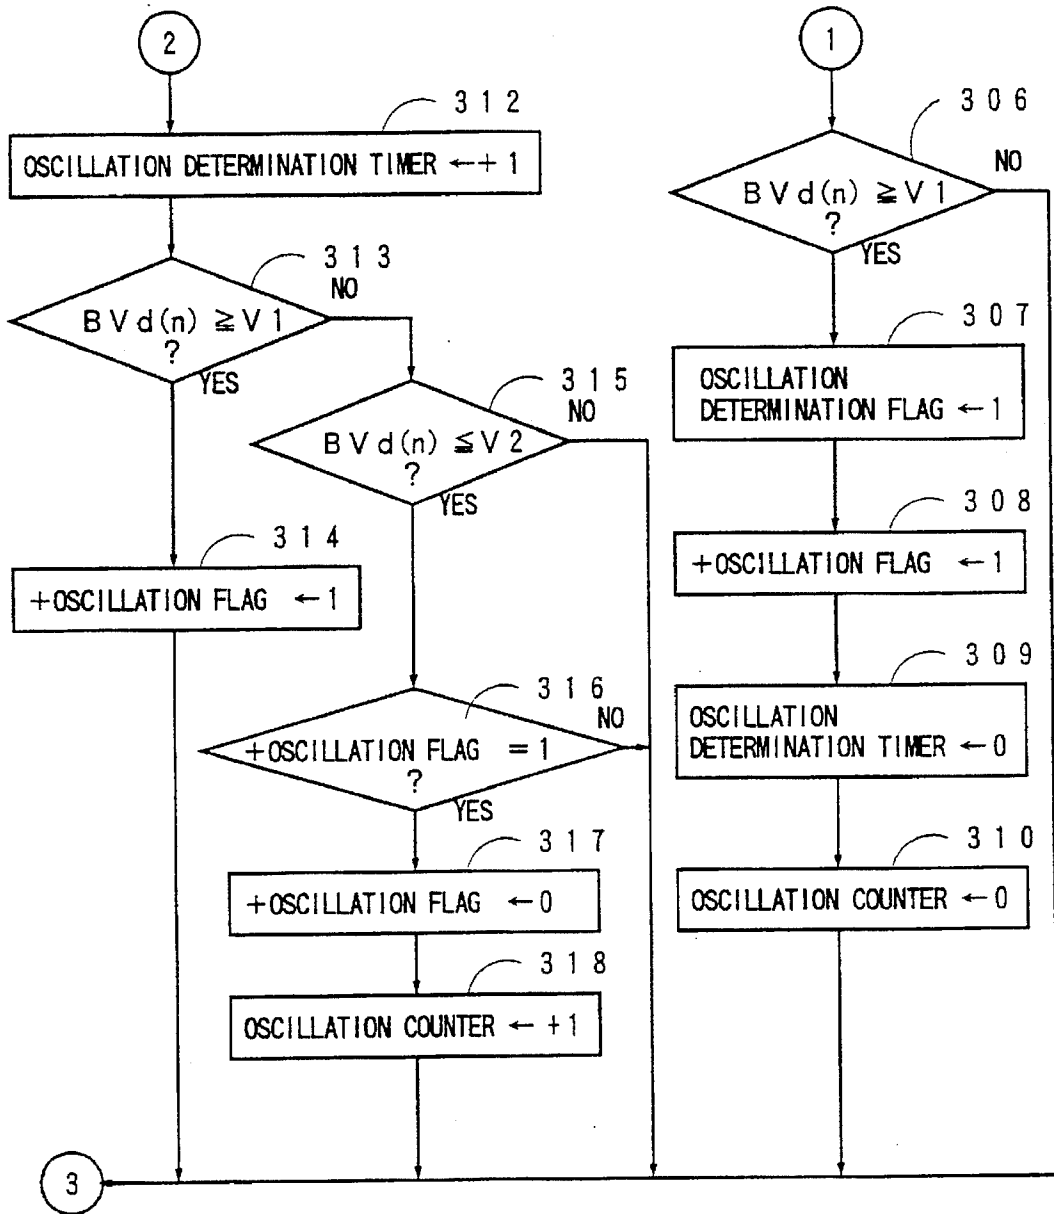 2
312
OSCILLATION DETERMINATION TIMER ←+1
313
BVd(n) ≧ V1
?
NO
YES
315
BVd(n) ≦ V2
?
NO
YES
314
+OSCILLATION FLAG ←1
316
+OSCILLATION FLAG =1
?
NO
YES
317
+OSCILLATION FLAG ←0
318
OSCILLATION COUNTER ← +1
1
306
BVd(n) ≧ V1
?
NO
YES
307
OSCILLATION
DETERMINATION FLAG ←1
308
+OSCILLATION FLAG ←1
309
OSCILLATION
DETERMINATION TIMER ←0
310
OSCILLATION COUNTER ←0
3